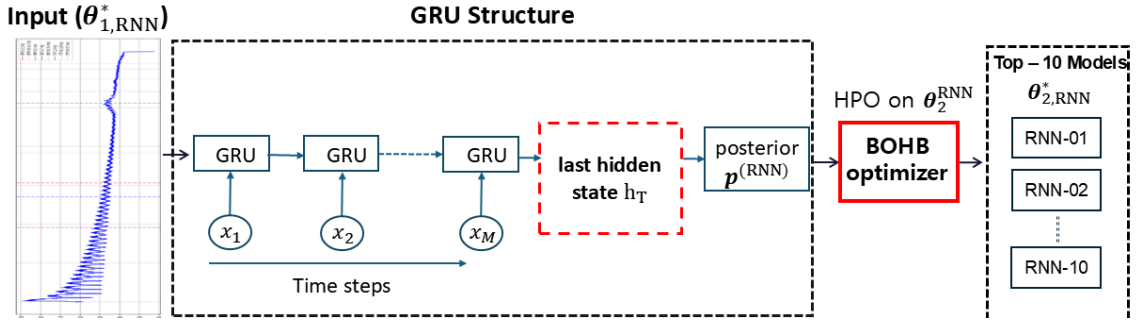 Input (θ*1,RNN)
GRU Structure
GRU
GRU
GRU
x1
x2
xM
Time steps
last hidden
state hT
posterior
p(RNN)
HPO on θ2RNN
BOHB
optimizer
Top – 10 Models
θ*2,RNN
RNN-01
RNN-02
RNN-10